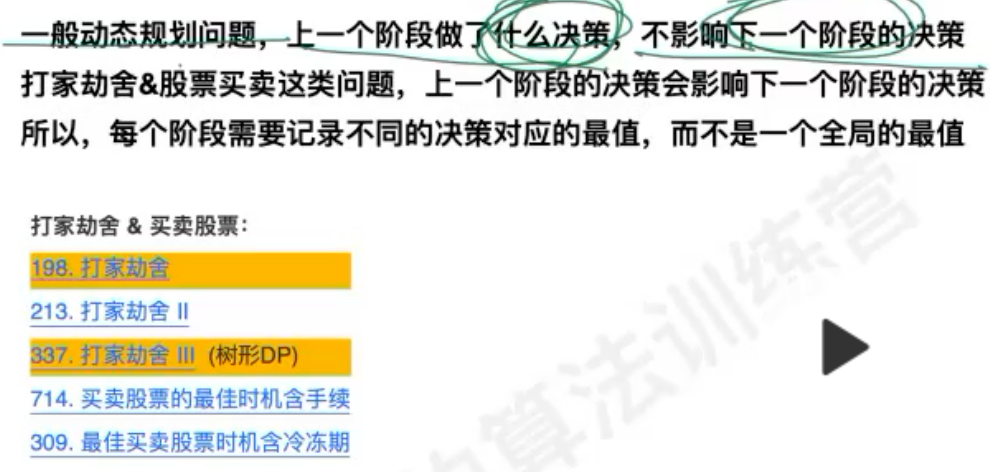 一般动态规划问题，上一个阶段做了什么决策，不影响下一个阶段的决策
打家劫舍&股票买卖这类问题，上一个阶段的决策会影响下一个阶段的决策
所以，每个阶段需要记录不同的决策对应的最值，而不是一个全局的最值
打家劫舍 & 买卖股票：
198. 打家劫舍
213. 打家劫舍 II
337. 打家劫舍 III (树形DP)
714. 买卖股票的最佳时机含手续
309. 最佳买卖股票时机含冷冻期
的算法训练营